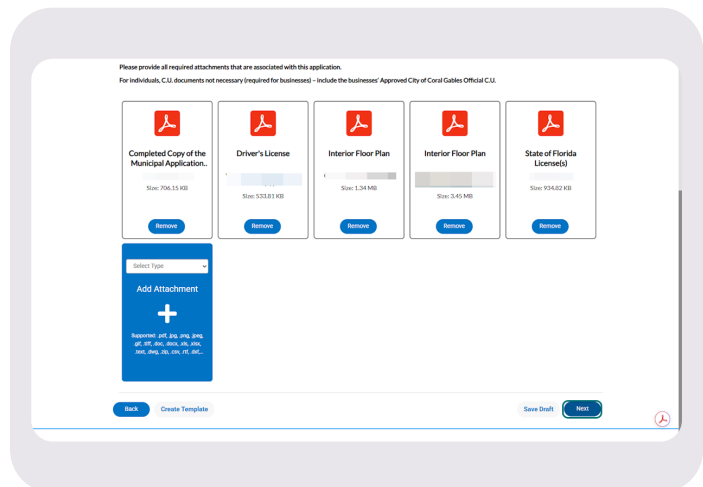 Please provide all required attachments that are associated with this application.
For individuals, C.U. documents not necessary (required for businesses) – include the businesses' Approved City of Coral Gables Official C.U.
Completed Copy of the
Municipal Application..
Size: 706.15 KB
Remove
Driver's License
Size: 533.81 KB
Remove
Interior Floor Plan
Size: 1.34 MB
Remove
Interior Floor Plan
Size: 3.45 MB
Remove
State of Florida
License(s)
Size: 934.82 KB
Remove
Select Type
Add Attachment
Supported: .pdf, .jpg, .png, .jpeg,
.gif, .tiff, .doc, .docx, .xls, .xlsx,
.text, .dwg, .zip, .csv, .rtf, .dxf,...
Back
Create Template
Save Draft
Next